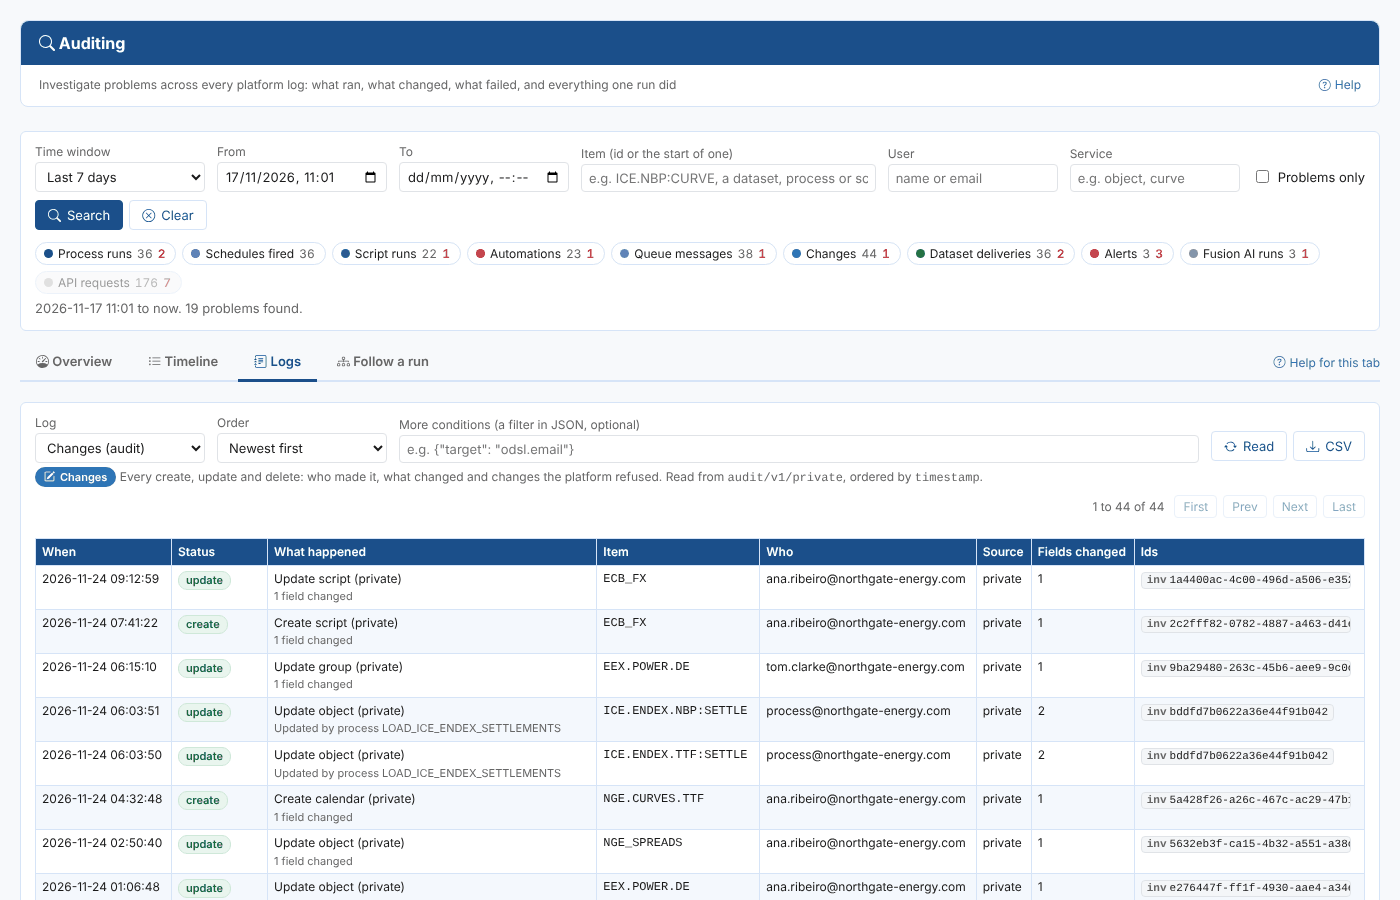 Auditing
Investigate problems across every platform log: what ran, what changed, what failed, and everything one run did
Help
Time window
From
To
Item (id or the start of one)
User
Service
Last 7 days
17/11/2026, 11:01
dd/mm/yyyy, --:--
e.g. ICE.NBP:CURVE, a dataset, process or sc
name or email
e.g. object, curve
Problems only
Search
Clear
Process runs 36 2
Schedules fired 36
Script runs 22 1
Automations 23 1
Queue messages 38 1
Changes 44 1
Dataset deliveries 36 2
Alerts 3 3
Fusion AI runs 3 1
API requests 176 7
2026-11-17 11:01 to now. 19 problems found.
Overview
Timeline
Logs
Follow a run
Help for this tab
Log
Order
More conditions (a filter in JSON, optional)
Changes (audit)
Newest first
e.g. {"target": "odsl.email"}
Read
CSV
Changes Every create, update and delete: who made it, what changed and changes the platform refused. Read from audit/v1/private, ordered by timestamp.
1 to 44 of 44 First Prev Next Last
When Status What happened Item Who Source Fields changed Ids
2026-11-24 09:12:59 update Update script (private) ECB_FX ana.ribeiro@northgate-energy.com private 1 inv 1a4400ac-4c00-496d-a506-e352
1 field changed
2026-11-24 07:41:22 create Create script (private) ECB_FX ana.ribeiro@northgate-energy.com private 1 inv 2c2fff82-0782-4887-a463-d41
1 field changed
2026-11-24 06:15:10 update Update group (private) EEX.POWER.DE tom.clarke@northgate-energy.com private 1 inv 9ba29480-263c-45b6-aee9-9c0
1 field changed
2026-11-24 06:03:51 update Update object (private) ICE.ENDEX.NBP:SETTLE process@northgate-energy.com private 2 inv bddfd7b0622a36e44f91b042
Updated by process LOAD_ICE_ENDEX_SETTLEMENTS
2026-11-24 06:03:50 update Update object (private) ICE.ENDEX.TTF:SETTLE process@northgate-energy.com private 2 inv bddfd7b0622a36e44f91b042
Updated by process LOAD_ICE_ENDEX_SETTLEMENTS
2026-11-24 04:32:48 create Create calendar (private) NGE.CURVES.TTF ana.ribeiro@northgate-energy.com private 1 inv 5a428f26-a26c-467c-ac29-47b
1 field changed
2026-11-24 02:50:40 update Update object (private) NGE_SPREADS ana.ribeiro@northgate-energy.com private 1 inv 5632eb3f-ca15-4b32-a551-a38
1 field changed
2026-11-24 01:06:48 update Update object (private) EEX.POWER.DE ana.ribeiro@northgate-energy.com private 1 inv e276447f-ff1f-4930-aae4-a34